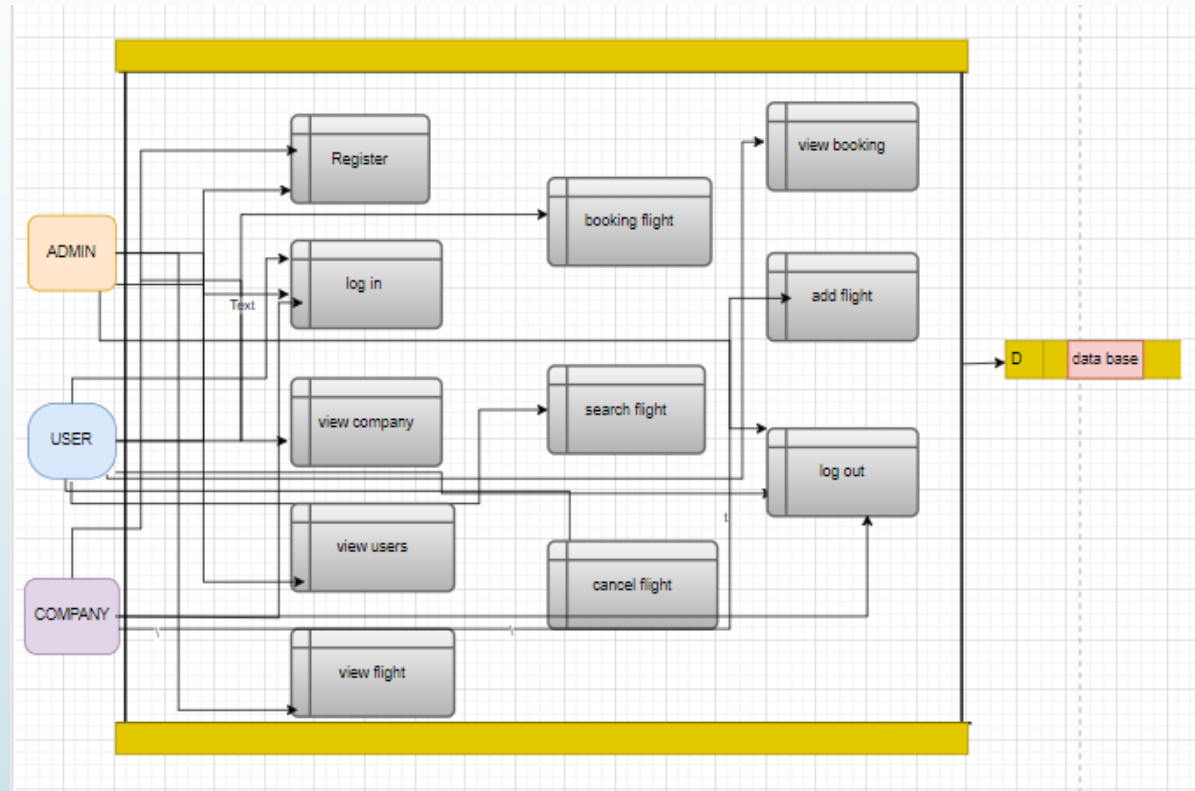 Register
view booking
booking flight
ADMIN
log in
add flight
Text
D
data base
search flight
view company
USER
log out
t
view users
cancel flight
COMPANY
\
\
view flight